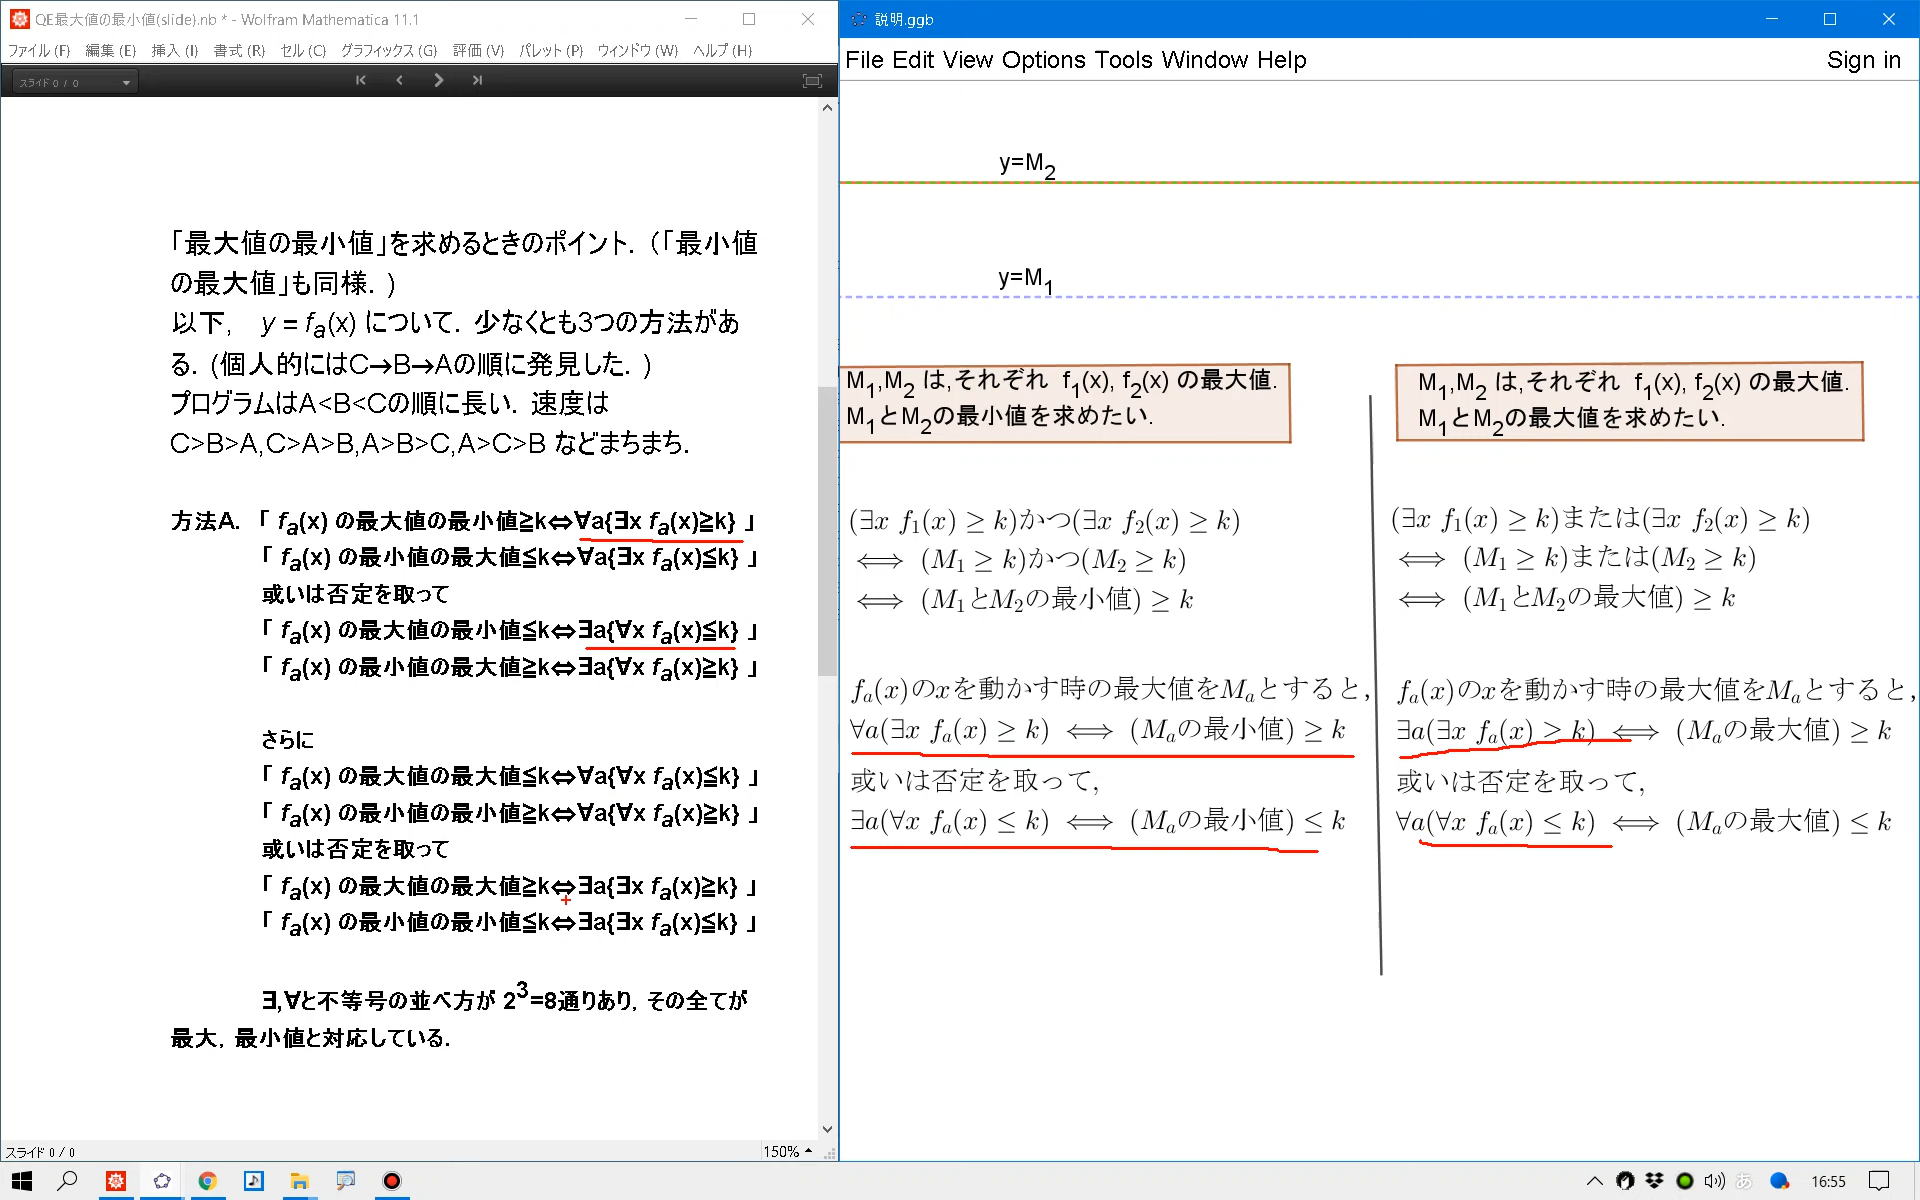 QE最大値の最小値(slide).nb * - Wolfram Mathematica 11.1
ファイル (F) 編集 (E) 挿入 (I) 書式 (R) セル (C) グラフィックス (G) 評価 (V) パレット (P) ウィンドウ (W) ヘルプ (H)
スライド 0 / 0
「最大値の最小値」を求めるときのポイント.(「最小値
の最大値」も同様. )
以下, y = fa(x) について. 少なくとも3つの方法があ
る. (個人的にはC→B→Aの順に発見した. )
プログラムはA<B<Cの順に長い. 速度は
C>B>A,C>A>B,A>B>C,A>C>B などまちまち.
方法A. 「 fa(x) の最大値の最小値≧k⇔∀a{∃x fa(x)≧k} 」
「 fa(x) の最小値の最大値≦k⇔∀a{∃x fa(x)≦k} 」
或いは否定を取って
「 fa(x) の最大値の最小値≦k⇔∃a{∀x fa(x)≦k} 」
「 fa(x) の最小値の最大値≧k⇔∃a{∀x fa(x)≧k} 」
さらに
「 fa(x) の最大値の最大値≦k⇔∀a{∀x fa(x)≦k} 」
「 fa(x) の最小値の最小値≧k⇔∀a{∀x fa(x)≧k} 」
或いは否定を取って
「 fa(x) の最大値の最大値≧k⇔∃a{∃x fa(x)≧k} 」
「 fa(x) の最小値の最小値≦k⇔∃a{∃x fa(x)≦k} 」
∃,∀と不等号の並べ方が 2^3=8通りあり, その全てが
最大, 最小値と対応している.
スライド 0 / 0
150%
説明.ggb
File Edit View Options Tools Window Help
Sign in
y=M2
y=M1
M1,M2 は,それぞれ f1(x), f2(x) の最大値.
M1とM2の最小値を求めたい.
(∃x f1(x) ≥ k)かつ(∃x f2(x) ≥ k)
⟺ (M1 ≥ k)かつ(M2 ≥ k)
⟺ (M1とM2の最小値) ≥ k
fa(x)のxを動かす時の最大値をMaとすると,
∀a(∃x fa(x) ≥ k) ⟺ (Maの最小値) ≥ k
或いは否定を取って,
∃a(∀x fa(x) ≤ k) ⟺ (Maの最小値) ≤ k
M1,M2 は,それぞれ f1(x), f2(x) の最大値.
M1とM2の最大値を求めたい.
(∃x f1(x) ≥ k)または(∃x f2(x) ≥ k)
⟺ (M1 ≥ k)または(M2 ≥ k)
⟺ (M1とM2の最大値) ≥ k
fa(x)のxを動かす時の最大値をMaとすると,
∃a(∃x fa(x) ≥ k) ⟺ (Maの最大値) ≥ k
或いは否定を取って,
∀a(∀x fa(x) ≤ k) ⟺ (Maの最大値) ≤ k
あ
16:55